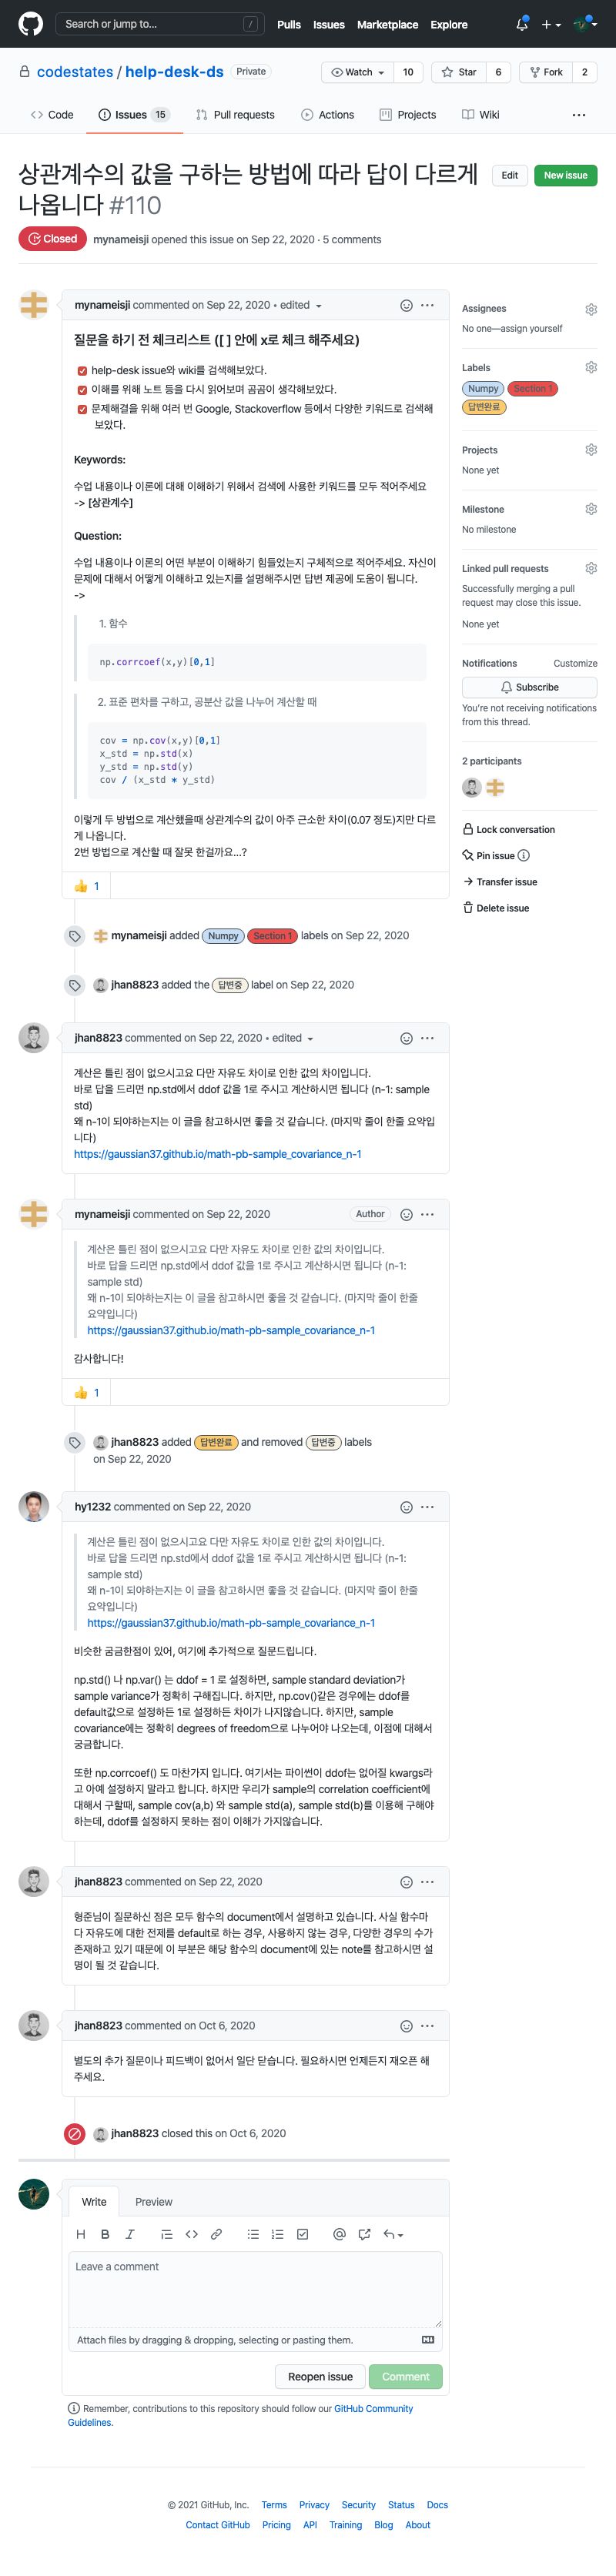 Search or jump to... /
Pulls Issues Marketplace Explore
codestates / help-desk-ds Private
Watch 10 Star 6 Fork 2
Code Issues 15 Pull requests Actions Projects Wiki ...
상관계수의 값을 구하는 방법에 따라 답이 다르게
나옵니다 #110
Edit New issue
Closed mynameisji opened this issue on Sep 22, 2020 · 5 comments
mynameisji commented on Sep 22, 2020 • edited
질문을 하기 전 체크리스트 ([ ] 안에 x로 체크 해주세요)
help-desk issue와 wiki를 검색해보았다.
이해를 위해 노트 등을 다시 읽어보며 곰곰이 생각해보았다.
문제해결을 위해 여러 번 Google, Stackoverflow 등에서 다양한 키워드로 검색해
보았다.
Keywords:
수업 내용이나 이론에 대해 이해하기 위해서 검색에 사용한 키워드를 모두 적어주세요
-> [상관계수]
Question:
수업 내용이나 이론의 어떤 부분이 이해하기 힘들었는지 구체적으로 적어주세요. 자신이
문제에 대해서 어떻게 이해하고 있는지를 설명해주시면 답변 제공에 도움이 됩니다.
->
1. 함수
np.corrcoef(x,y)[0,1]
2. 표준 편차를 구하고, 공분산 값을 나누어 계산할 때
cov = np.cov(x,y)[0,1]
x_std = np.std(x)
y_std = np.std(y)
cov / (x_std * y_std)
이렇게 두 방법으로 계산했을때 상관계수의 값이 아주 근소한 차이(0.07 정도)지만 다르
게 나옵니다.
2번 방법으로 계산할 때 잘못 한걸까요...?
👍 1
Assignees
No one—assign yourself
Labels
Numpy Section 1
답변완료
Projects
None yet
Milestone
No milestone
Linked pull requests
Successfully merging a pull
request may close this issue.
None yet
Notifications Customize
Subscribe
You're not receiving notifications
from this thread.
2 participants
Lock conversation
Pin issue
Transfer issue
Delete issue
mynameisji added Numpy Section 1 labels on Sep 22, 2020
jhan8823 added the 답변중 label on Sep 22, 2020
jhan8823 commented on Sep 22, 2020 • edited
계산은 틀린 점이 없으시고요 다만 자유도 차이로 인한 값의 차이입니다.
바로 답을 드리면 np.std에서 ddof 값을 1로 주시고 계산하시면 됩니다 (n-1: sample
std)
왜 n-1이 되야하는지는 이 글을 참고하시면 좋을 것 같습니다. (마지막 줄이 한줄 요약입
니다)
https://gaussian37.github.io/math-pb-sample_covariance_n-1
mynameisji commented on Sep 22, 2020 Author
계산은 틀린 점이 없으시고요 다만 자유도 차이로 인한 값의 차이입니다.
바로 답을 드리면 np.std에서 ddof 값을 1로 주시고 계산하시면 됩니다 (n-1:
sample std)
왜 n-1이 되야하는지는 이 글을 참고하시면 좋을 것 같습니다. (마지막 줄이 한줄
요약입니다)
https://gaussian37.github.io/math-pb-sample_covariance_n-1
감사합니다!
👍 1
jhan8823 added 답변완료 and removed 답변중 labels
on Sep 22, 2020
hy1232 commented on Sep 22, 2020
계산은 틀린 점이 없으시고요 다만 자유도 차이로 인한 값의 차이입니다.
바로 답을 드리면 np.std에서 ddof 값을 1로 주시고 계산하시면 됩니다 (n-1:
sample std)
왜 n-1이 되야하는지는 이 글을 참고하시면 좋을 것 같습니다. (마지막 줄이 한줄
요약입니다)
https://gaussian37.github.io/math-pb-sample_covariance_n-1
비슷한 궁금한점이 있어, 여기에 추가적으로 질문드립니다.
np.std() 나 np.var() 는 ddof = 1 로 설정하면, sample standard deviation가
sample variance가 정확히 구해집니다. 하지만, np.cov()같은 경우에는 ddof를
default값으로 설정하든 1로 설정하든 차이가 나지않습니다. 하지만, sample
covariance에는 정확히 degrees of freedom으로 나누어야 나오는데, 이점에 대해서
궁금합니다.
또한 np.corrcoef() 도 마찬가지 입니다. 여기서는 파이썬이 ddof는 없어질 kwargs라
고 아예 설정하지 말라고 합니다. 하지만 우리가 sample의 correlation coefficient에
대해서 구할때, sample cov(a,b) 와 sample std(a), sample std(b)를 이용해 구해야
하는데, ddof를 설정하지 못하는 점이 이해가 가지않습니다.
jhan8823 commented on Sep 22, 2020
형준님이 질문하신 점은 모두 함수의 document에서 설명하고 있습니다. 사실 함수마
다 자유도에 대한 전제를 default로 하는 경우, 사용하지 않는 경우, 다양한 경우의 수가
존재하고 있기 때문에 이 부분은 해당 함수의 document에 있는 note를 참고하시면 설
명이 될 것 같습니다.
jhan8823 commented on Oct 6, 2020
별도의 추가 질문이나 피드백이 없어서 일단 닫습니다. 필요하시면 언제든지 재오픈 해
주세요.
jhan8823 closed this on Oct 6, 2020
Write Preview
Leave a comment
Attach files by dragging & dropping, selecting or pasting them.
Reopen issue Comment
Remember, contributions to this repository should follow our GitHub Community
Guidelines.
© 2021 GitHub, Inc. Terms Privacy Security Status Docs
Contact GitHub Pricing API Training Blog About